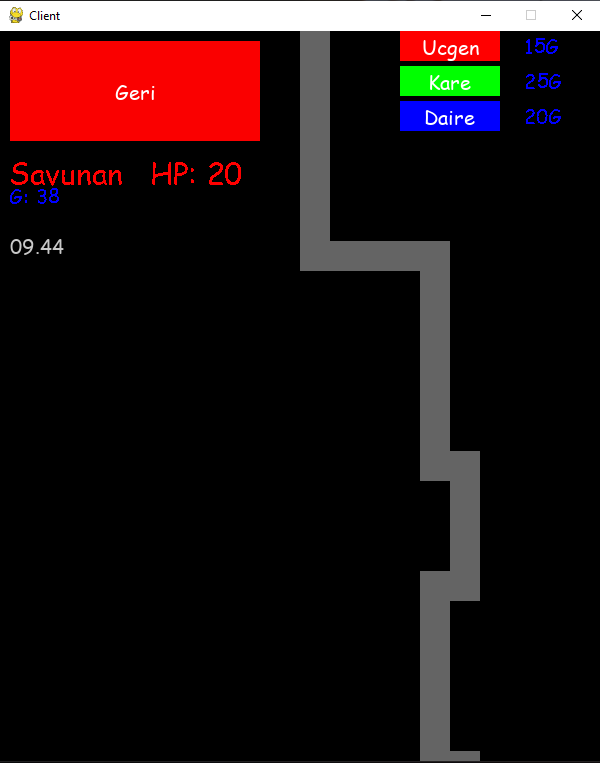 Client
Geri
Ucgen 15G
Kare 25G
Daire 20G
Savunan HP: 20
G: 38
09.44